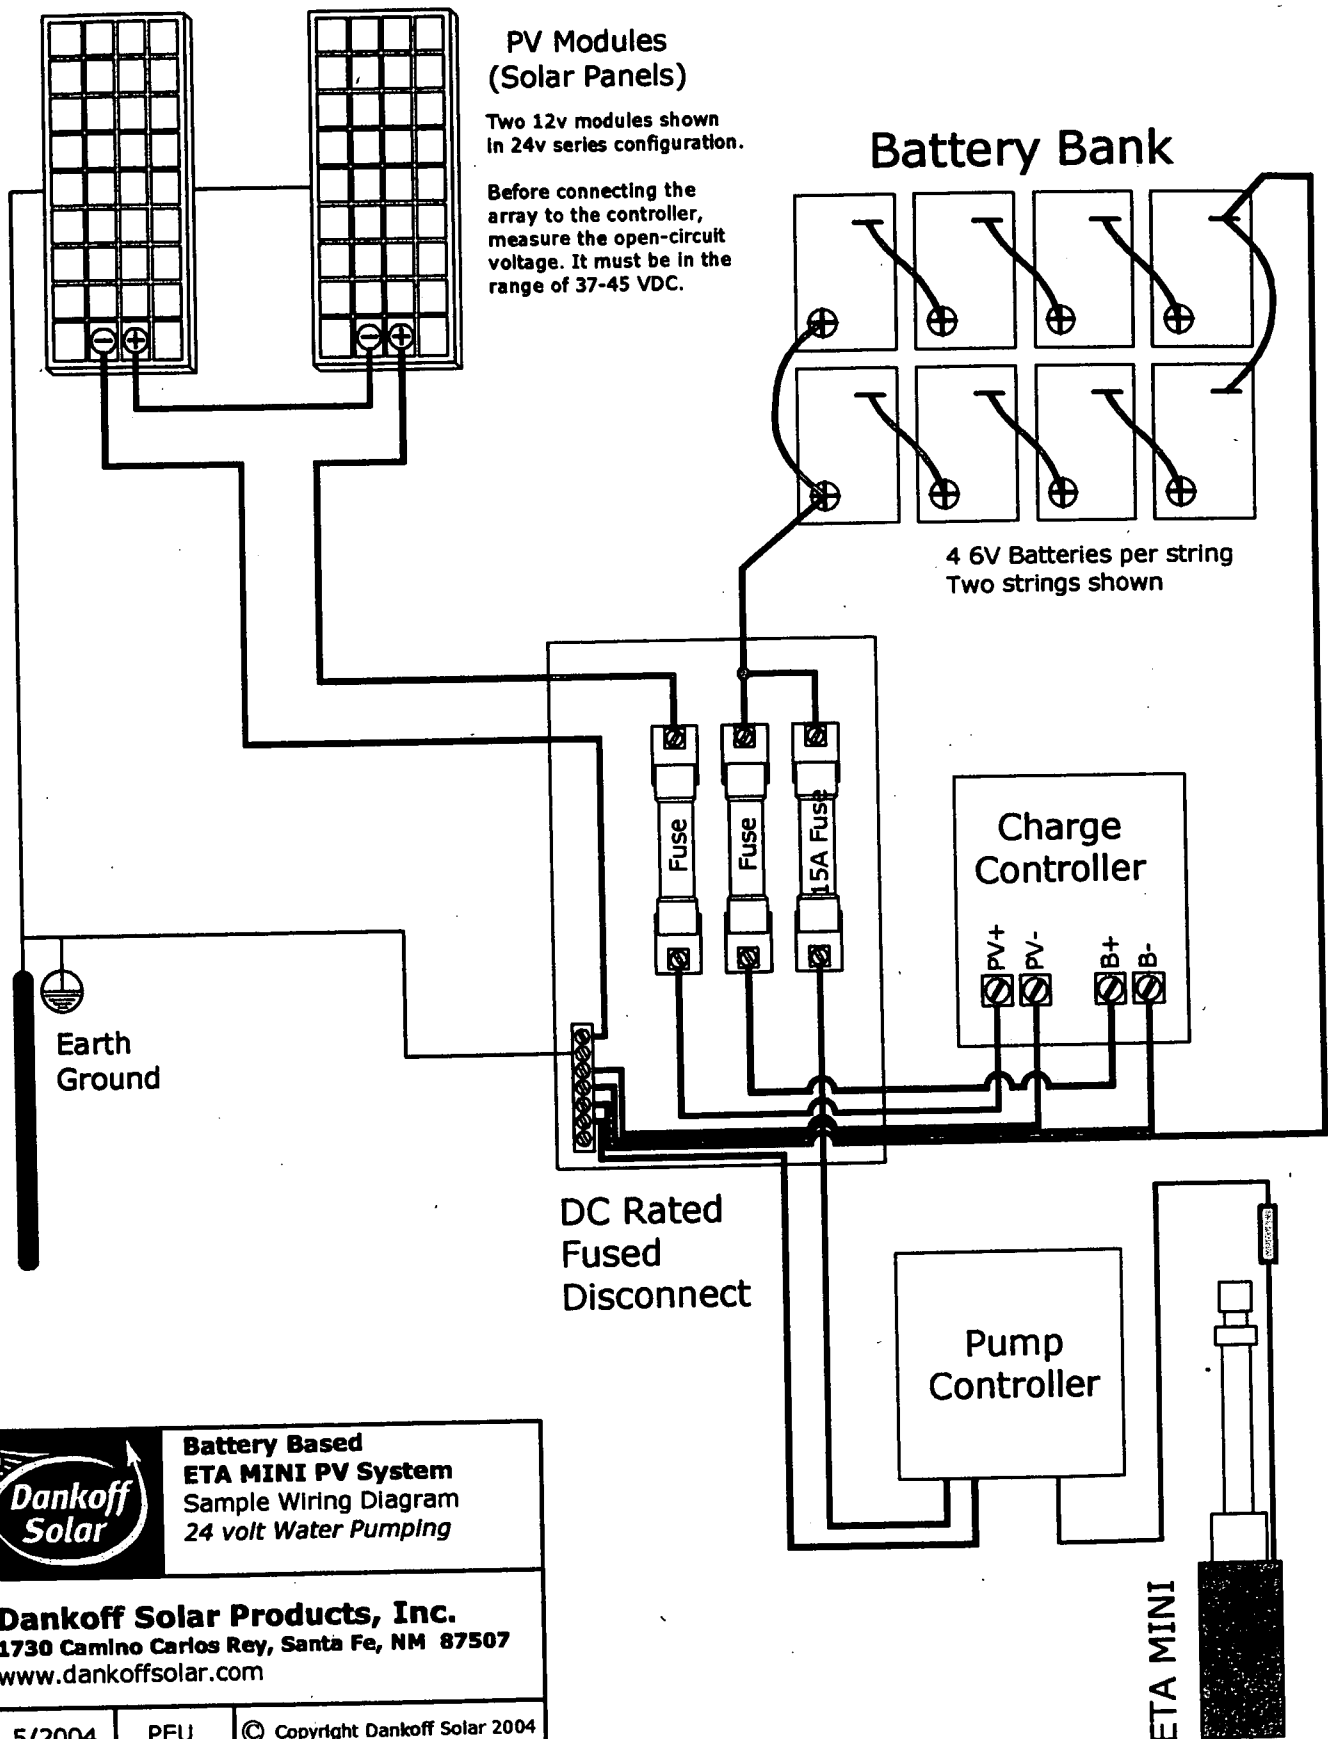 PV Modules
(Solar Panels)
Two 12v modules shown
in 24v series configuration.
Before connecting the
array to the controller,
measure the open-circuit
voltage. It must be in the
range of 37-45 VDC.
Battery Bank
4 6V Batteries per string
Two strings shown
Fuse
Fuse
15A Fuse
Charge
Controller
PV+
PV-
B+
B-
Earth
Ground
DC Rated
Fused
Disconnect
Pump
Controller
ETA MINI
Dankoff
Solar
Battery Based
ETA MINI PV System
Sample Wiring Diagram
24 volt Water Pumping
Dankoff Solar Products, Inc.
1730 Camino Carlos Rey, Santa Fe, NM 87507
www.dankoffsolar.com
5/2004
PFU
© Copyright Dankoff Solar 2004